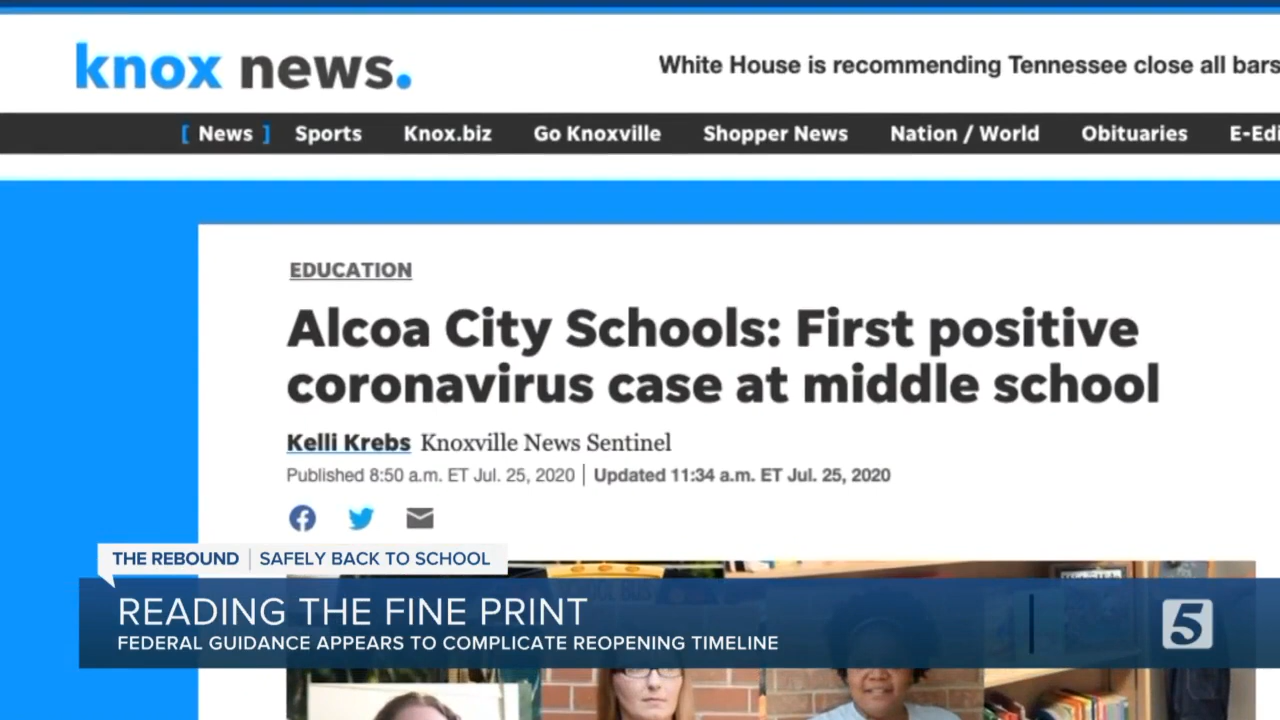 knox news.
White House is recommending Tennessee close all bars
[ News ] Sports Knox.biz Go Knoxville Shopper News Nation / World Obituaries E-Edi
EDUCATION
Alcoa City Schools: First positive
coronavirus case at middle school
Kelli Krebs Knoxville News Sentinel
Published 8:50 a.m. ET Jul. 25, 2020 | Updated 11:34 a.m. ET Jul. 25, 2020
THE REBOUND | SAFELY BACK TO SCHOOL
READING THE FINE PRINT
FEDERAL GUIDANCE APPEARS TO COMPLICATE REOPENING TIMELINE
5